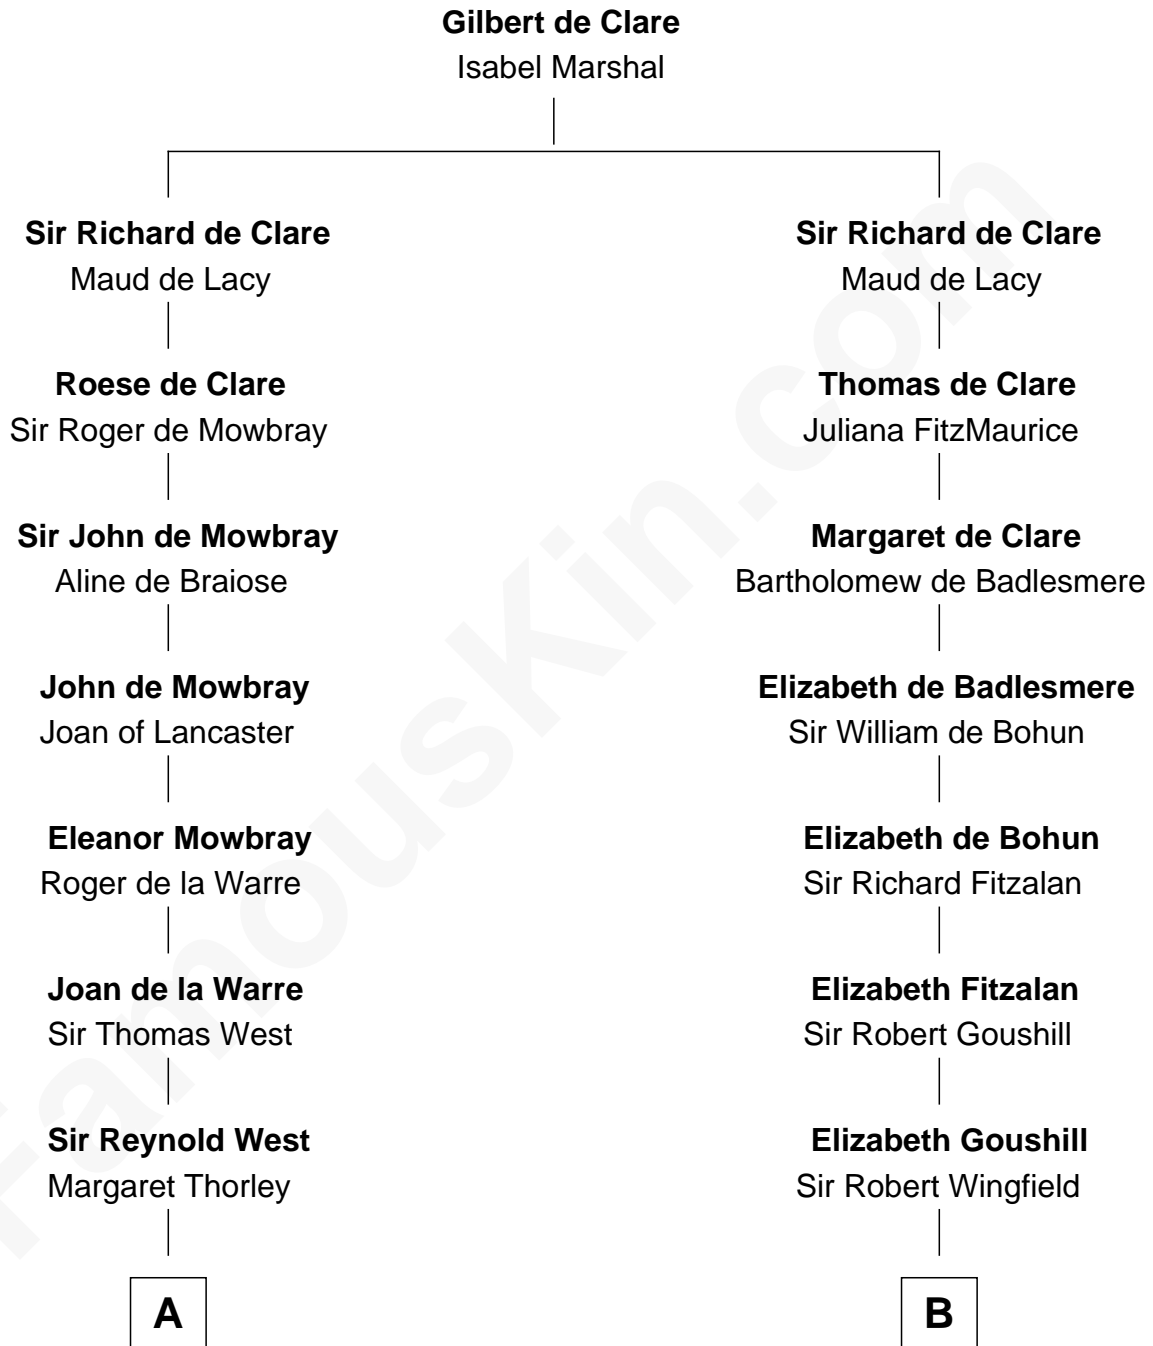 Gilbert de Clare
Isabel Marshal
Sir Richard de Clare
Maud de Lacy
Roese de Clare
Sir Roger de Mowbray
Sir John de Mowbray
Aline de Braiose
John de Mowbray
Joan of Lancaster
Eleanor Mowbray
Roger de la Warre
Joan de la Warre
Sir Thomas West
Sir Reynold West
Margaret Thorley
A
Sir Richard de Clare
Maud de Lacy
Thomas de Clare
Juliana FitzMaurice
Margaret de Clare
Bartholomew de Badlesmere
Elizabeth de Badlesmere
Sir William de Bohun
Elizabeth de Bohun
Sir Richard Fitzalan
Elizabeth Fitzalan
Sir Robert Goushill
Elizabeth Goushill
Sir Robert Wingfield
B
FamousKin.com